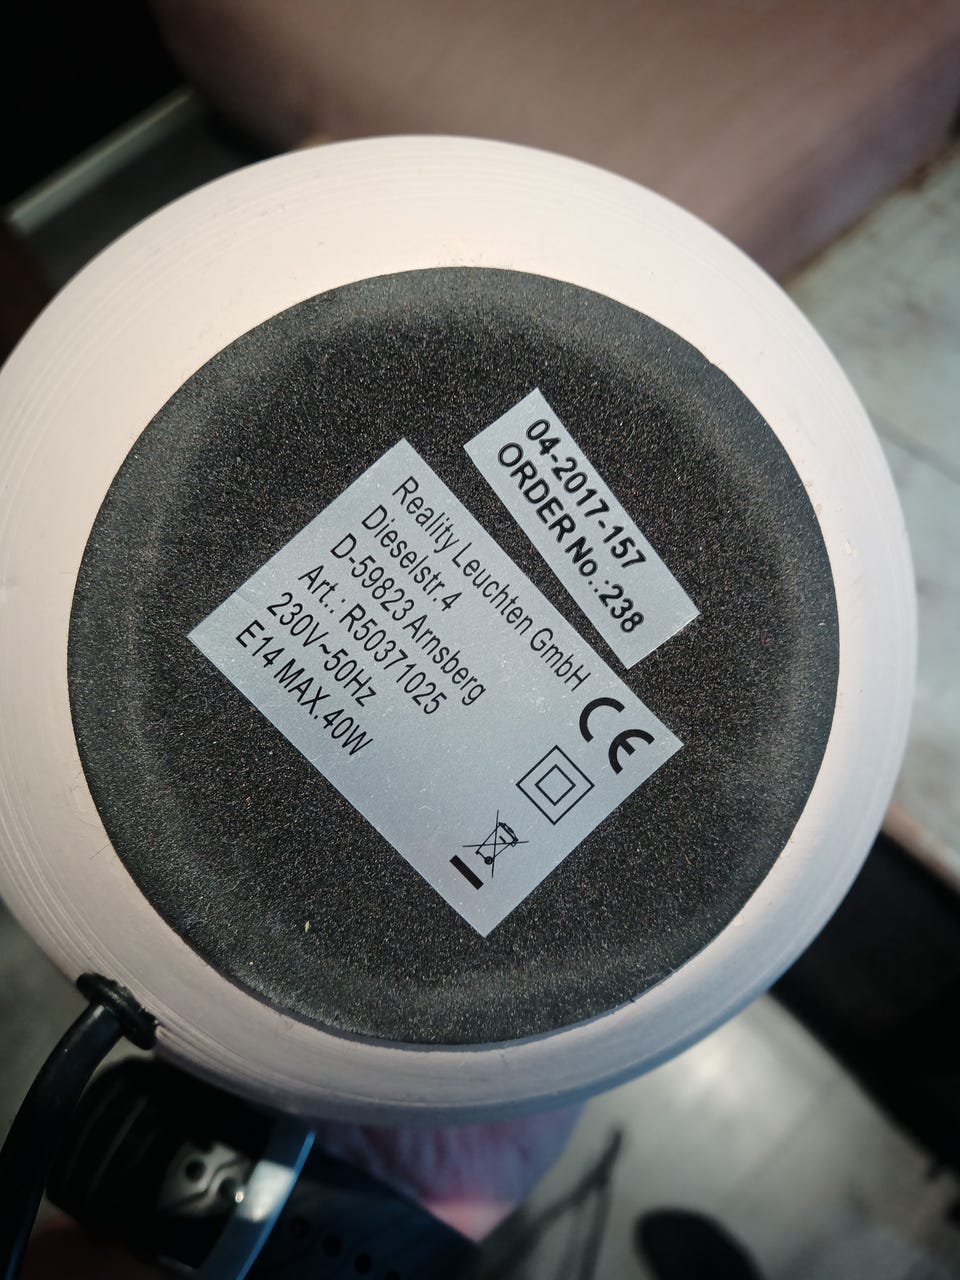 04-2017-157
ORDER No.:238
Reality Leuchten GmbH
Dieselstr.4
D-59823 Arnsberg
Art.: R50371025
230V~50Hz
E14 MAX.40W
CE